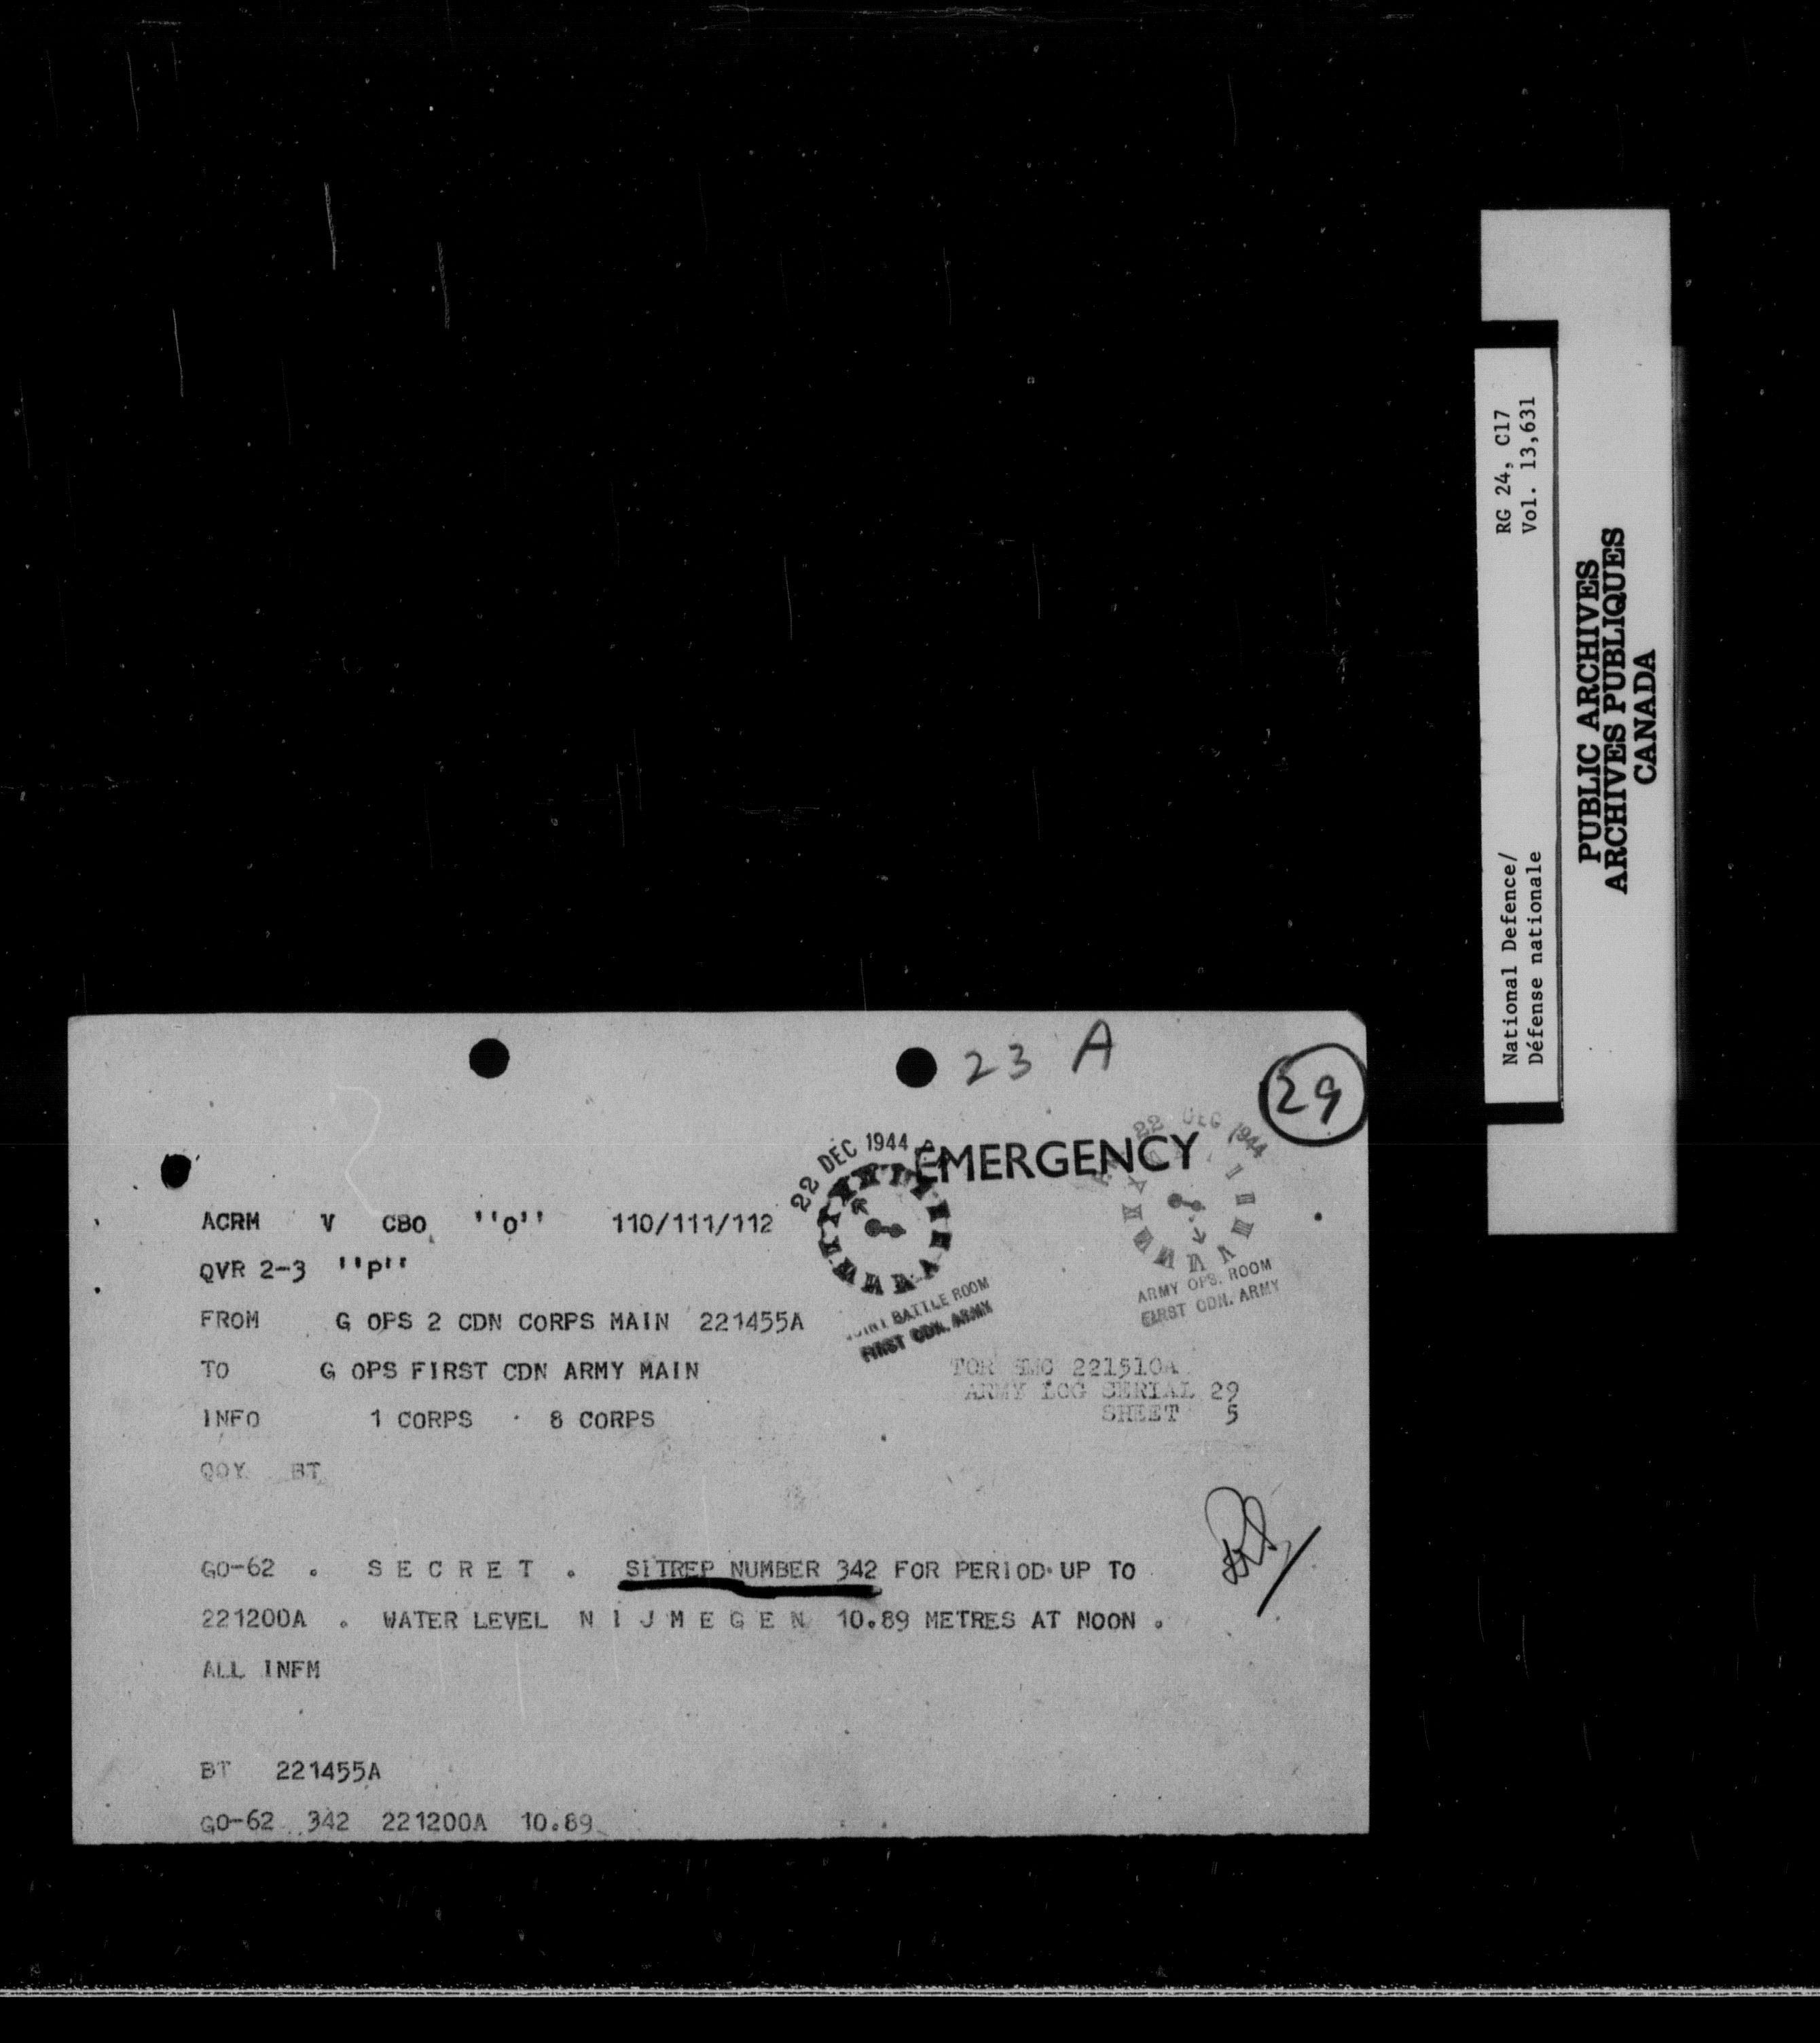 23 A
29
22 DEC 1944
EMERGENCY
22 DEC 1944
ACRM V CBO ''O'' 110/111/112
QVR 2-3 ''P''
JOINT BATTLE ROOM
FIRST CDN. ARMY
ARMY OPS. ROOM
FIRST CDN. ARMY
FROM G OPS 2 CDN CORPS MAIN 221455A
TO G OPS FIRST CDN ARMY MAIN
TOR 221510A
ARMY LOG SERIAL 29
SHEET 5
INFO 1 CORPS 8 CORPS
QOY BT
GO-62 . S E C R E T . SITREP NUMBER 342 FOR PERIOD UP TO
221200A . WATER LEVEL N I J M E G E N 10.89 METRES AT NOON .
ALL INFM
BT 221455A
GO-62 342 221200A 10.89
National Defence/ RG 24, C17
Défense nationale Vol. 13,631
PUBLIC ARCHIVES
ARCHIVES PUBLIQUES
CANADA